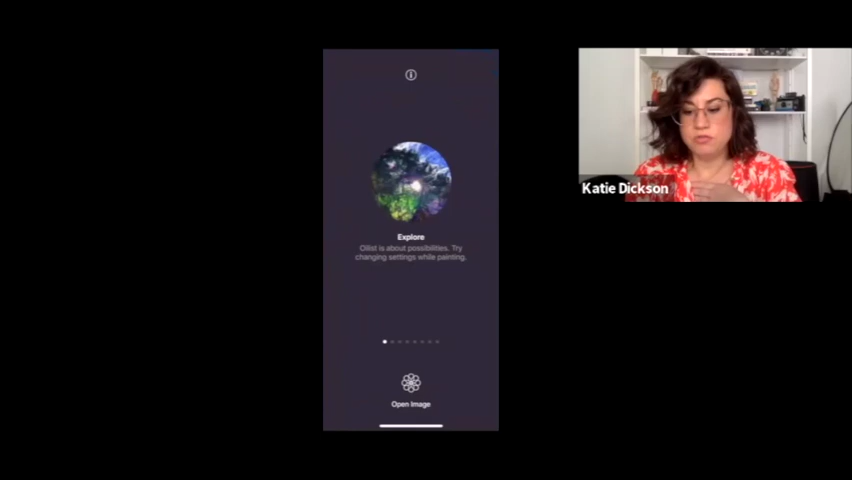 Explore
Oilist is about possibilities. Try
changing settings while painting.
Open Image
Katie Dickson